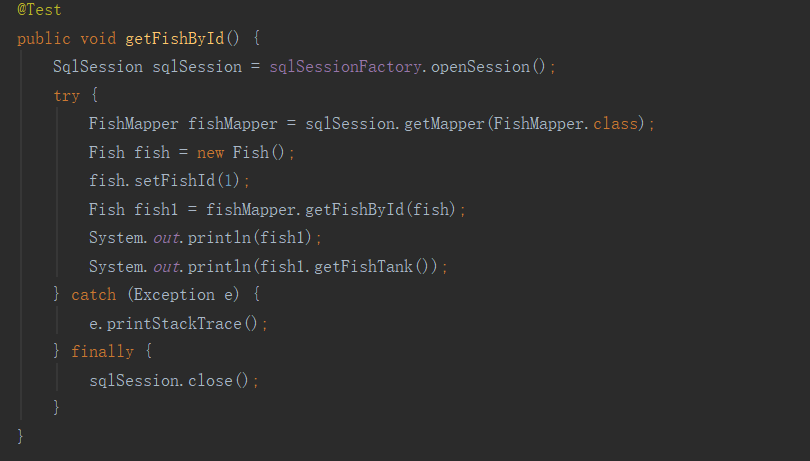 @Test
public void getFishById() {
    SqlSession sqlSession = sqlSessionFactory.openSession();
    try {
        FishMapper fishMapper = sqlSession.getMapper(FishMapper.class);
        Fish fish = new Fish();
        fish.setFishId(1);
        Fish fish1 = fishMapper.getFishById(fish);
        System.out.println(fish1);
        System.out.println(fish1.getFishTank());
    } catch (Exception e) {
        e.printStackTrace();
    } finally {
        sqlSession.close();
    }
}